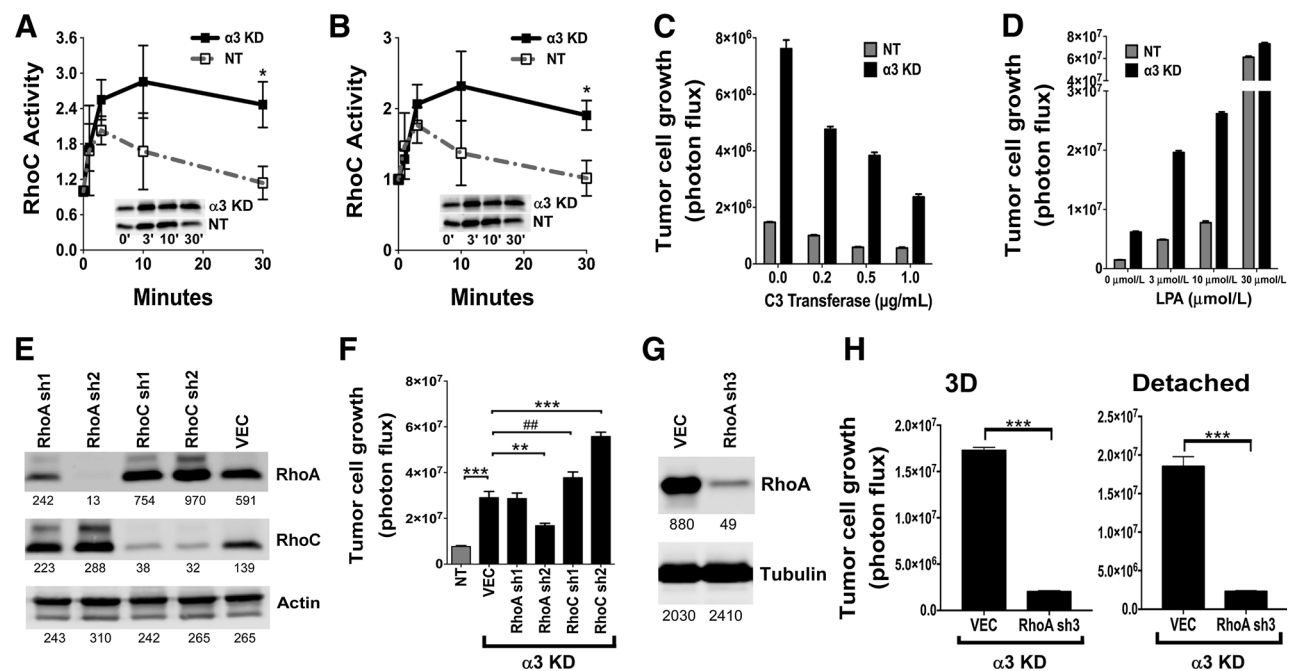 A
RhoC Activity
3.6
3.0
2.4
1.8
1.2
0.6
0.0
α3 KD
NT
*
α3 KD
NT
0' 3' 10' 30'
0 10 20 30
Minutes
B
RhoC Activity
3
2
1
0
α3 KD
NT
*
α3 KD
NT
0' 3' 10' 30'
0 10 20 30
Minutes
C
Tumor cell growth
(photon flux)
8×10⁶
6×10⁶
4×10⁶
2×10⁶
0
NT
α3 KD
0.0 0.2 0.5 1.0
C3 Transferase (μg/mL)
D
Tumor cell growth
(photon flux)
8×10⁷
6×10⁷
4×10⁷
3×10⁷
2×10⁷
1×10⁷
0
NT
α3 KD
0 μmol/L 3 μmol/L 10 μmol/L 30 μmol/L
LPA (μmol/L)
E
RhoA sh1
RhoA sh2
RhoC sh1
RhoC sh2
VEC
RhoA
242 13 754 970 591
RhoC
223 288 38 32 139
Actin
243 310 242 265 265
F
Tumor cell growth
(photon flux)
8×10⁷
6×10⁷
4×10⁷
2×10⁷
0
***
##
**
***
NT
VEC
RhoA sh1
RhoA sh2
RhoC sh1
RhoC sh2
α3 KD
G
VEC
RhoA sh3
RhoA
880 49
Tubulin
2030 2410
H
3D
Tumor cell growth
(photon flux)
2.0×10⁷
1.5×10⁷
1.0×10⁷
5.0×10⁶
0.0
***
VEC RhoA sh3
α3 KD
Detached
2.5×10⁷
2.0×10⁷
1.5×10⁷
1.0×10⁷
5.0×10⁶
0.0
***
VEC RhoA sh3
α3 KD